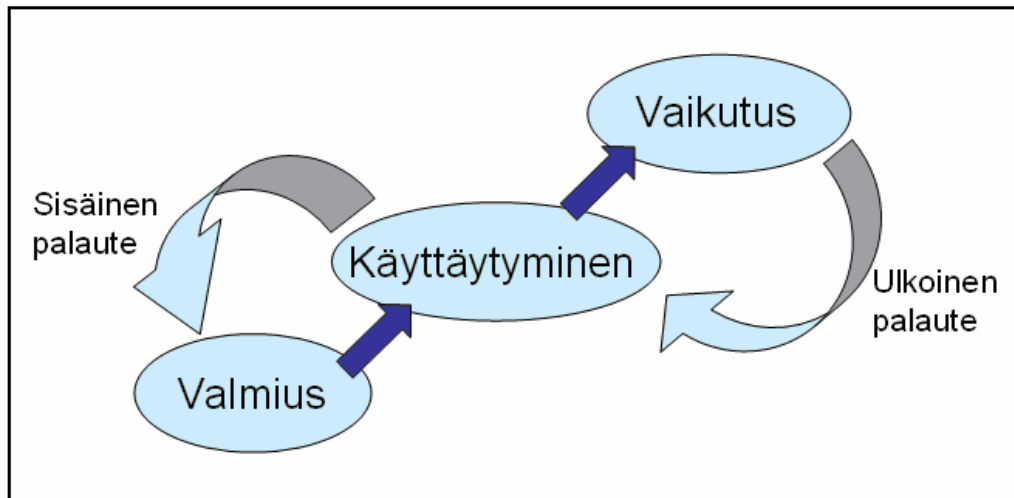 Vaikutus
Sisäinen
palaute
Käyttäytyminen
Ulkoinen
palaute
Valmius